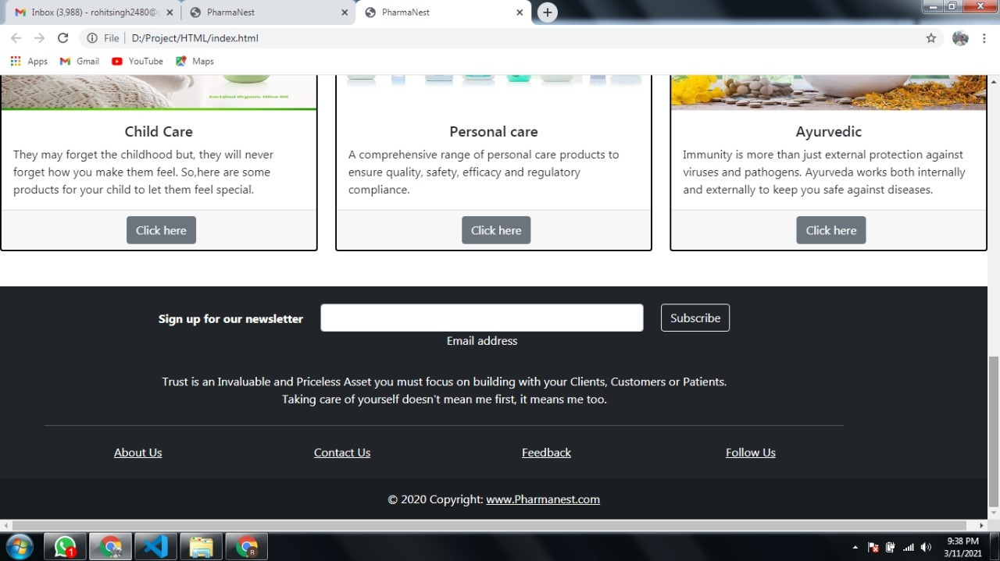 Inbox (3,988) - rohitsingh2480@
PharmaNest
PharmaNest
File
D:/Project/HTML/index.html
Apps
Gmail
YouTube
Maps
Certified Organic Olive Oil
Child Care
They may forget the childhood but, they will never
forget how you make them feel. So,here are some
products for your child to let them feel special.
Click here
Personal care
A comprehensive range of personal care products to
ensure quality, safety, efficacy and regulatory
compliance.
Click here
Ayurvedic
Immunity is more than just external protection against
viruses and pathogens. Ayurveda works both internally
and externally to keep you safe against diseases.
Click here
Sign up for our newsletter
Subscribe
Email address
Trust is an Invaluable and Priceless Asset you must focus on building with your Clients, Customers or Patients.
Taking care of yourself doesn't mean me first, it means me too.
About Us
Contact Us
Feedback
Follow Us
© 2020 Copyright: www.Pharmanest.com
1
R
9:38 PM
3/11/2021